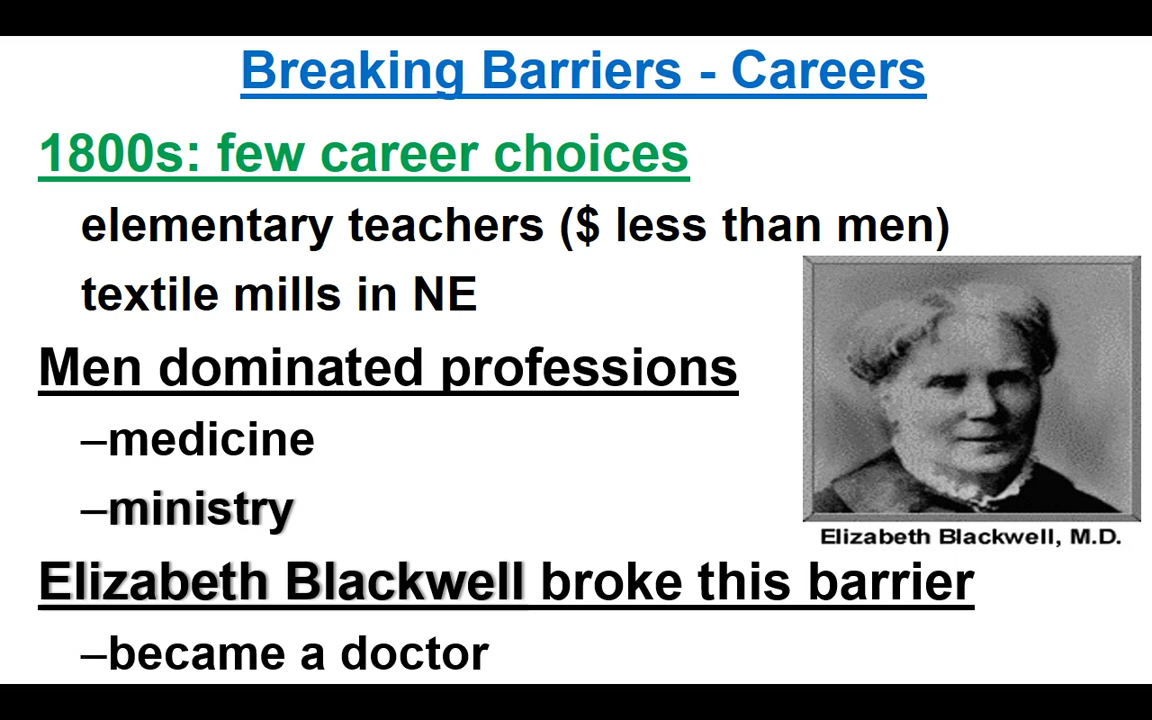 Breaking Barriers - Careers
1800s: few career choices
elementary teachers ($ less than men)
textile mills in NE
Men dominated professions
–medicine
–ministry
Elizabeth Blackwell, M.D.
Elizabeth Blackwell broke this barrier
–became a doctor